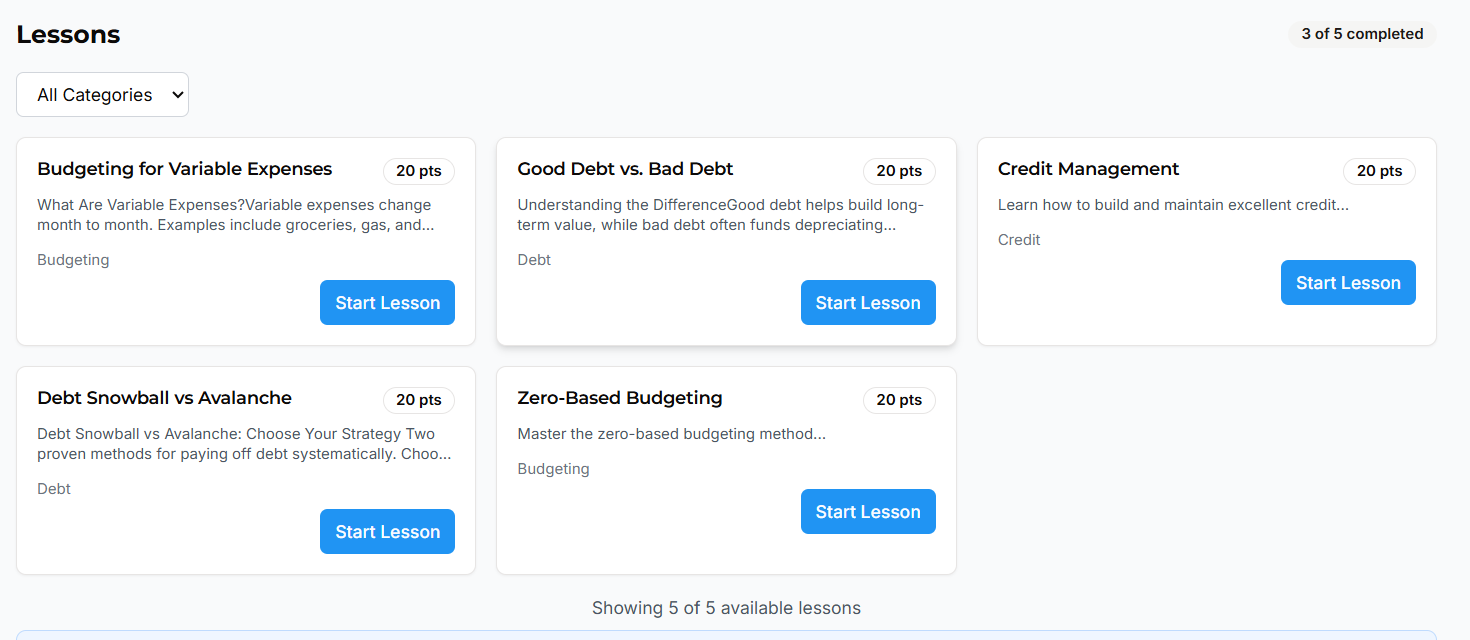 Lessons
3 of 5 completed
All Categories
Budgeting for Variable Expenses
20 pts
What Are Variable Expenses?Variable expenses change
month to month. Examples include groceries, gas, and...
Budgeting
Start Lesson
Good Debt vs. Bad Debt
20 pts
Understanding the DifferenceGood debt helps build long-
term value, while bad debt often funds depreciating...
Debt
Start Lesson
Credit Management
20 pts
Learn how to build and maintain excellent credit...
Credit
Start Lesson
Debt Snowball vs Avalanche
20 pts
Debt Snowball vs Avalanche: Choose Your Strategy Two
proven methods for paying off debt systematically. Choo...
Debt
Start Lesson
Zero-Based Budgeting
20 pts
Master the zero-based budgeting method...
Budgeting
Start Lesson
Showing 5 of 5 available lessons